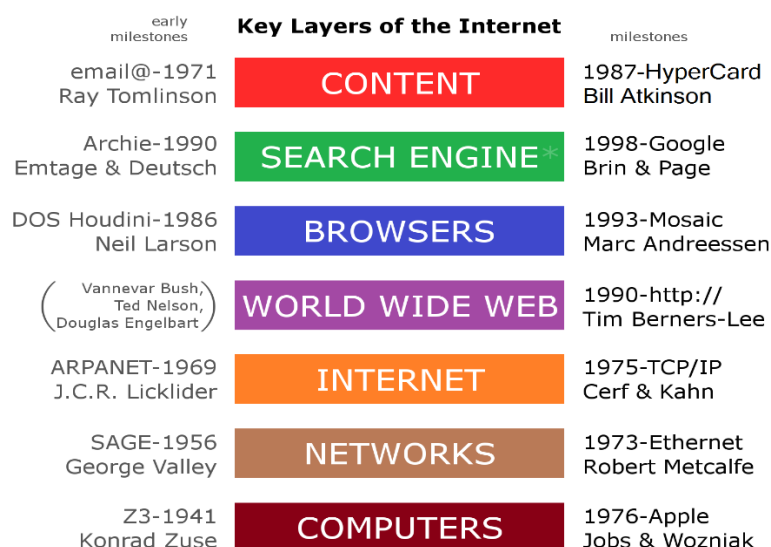 early
milestones
Key Layers of the Internet
milestones
email@-1971
Ray Tomlinson
CONTENT
1987-HyperCard
Bill Atkinson
Archie-1990
Emtage & Deutsch
SEARCH ENGINE*
1998-Google
Brin & Page
DOS Houdini-1986
Neil Larson
BROWSERS
1993-Mosaic
Marc Andreessen
(Vannevar Bush,
Ted Nelson,
Douglas Engelbart)
WORLD WIDE WEB
1990-http://
Tim Berners-Lee
ARPANET-1969
J.C.R. Licklider
INTERNET
1975-TCP/IP
Cerf & Kahn
SAGE-1956
George Valley
NETWORKS
1973-Ethernet
Robert Metcalfe
Z3-1941
Konrad Zuse
COMPUTERS
1976-Apple
Jobs & Wozniak